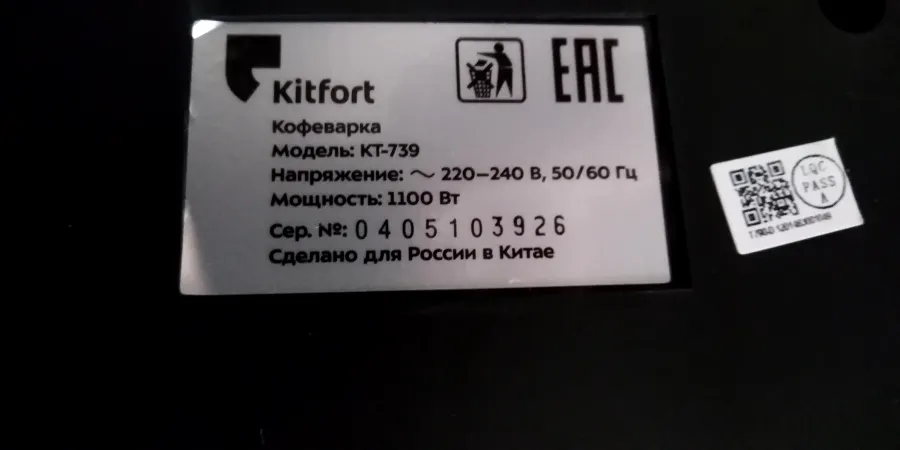 Kitfort
EAC
Кофеварка
Модель: КТ-739
Напряжение: ~ 220–240 В, 50/60 Гц
Мощность: 1100 Вт
Сер. №: 0405103926
Сделано для России в Китае
LQC
PASS
A